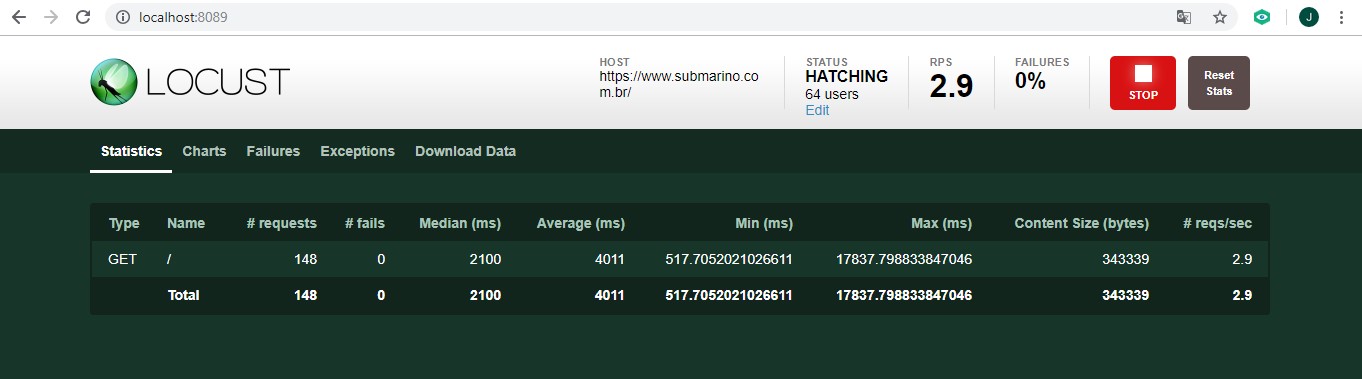 localhost:8089
J
LOCUST
HOST
https://www.submarino.co
m.br/
STATUS
HATCHING
64 users
Edit
RPS
2.9
FAILURES
0%
STOP
Reset
Stats
Statistics Charts Failures Exceptions Download Data
Type Name # requests # fails Median (ms) Average (ms) Min (ms) Max (ms) Content Size (bytes) # reqs/sec
GET / 148 0 2100 4011 517.7052021026611 17837.798833847046 343339 2.9
Total 148 0 2100 4011 517.7052021026611 17837.798833847046 343339 2.9